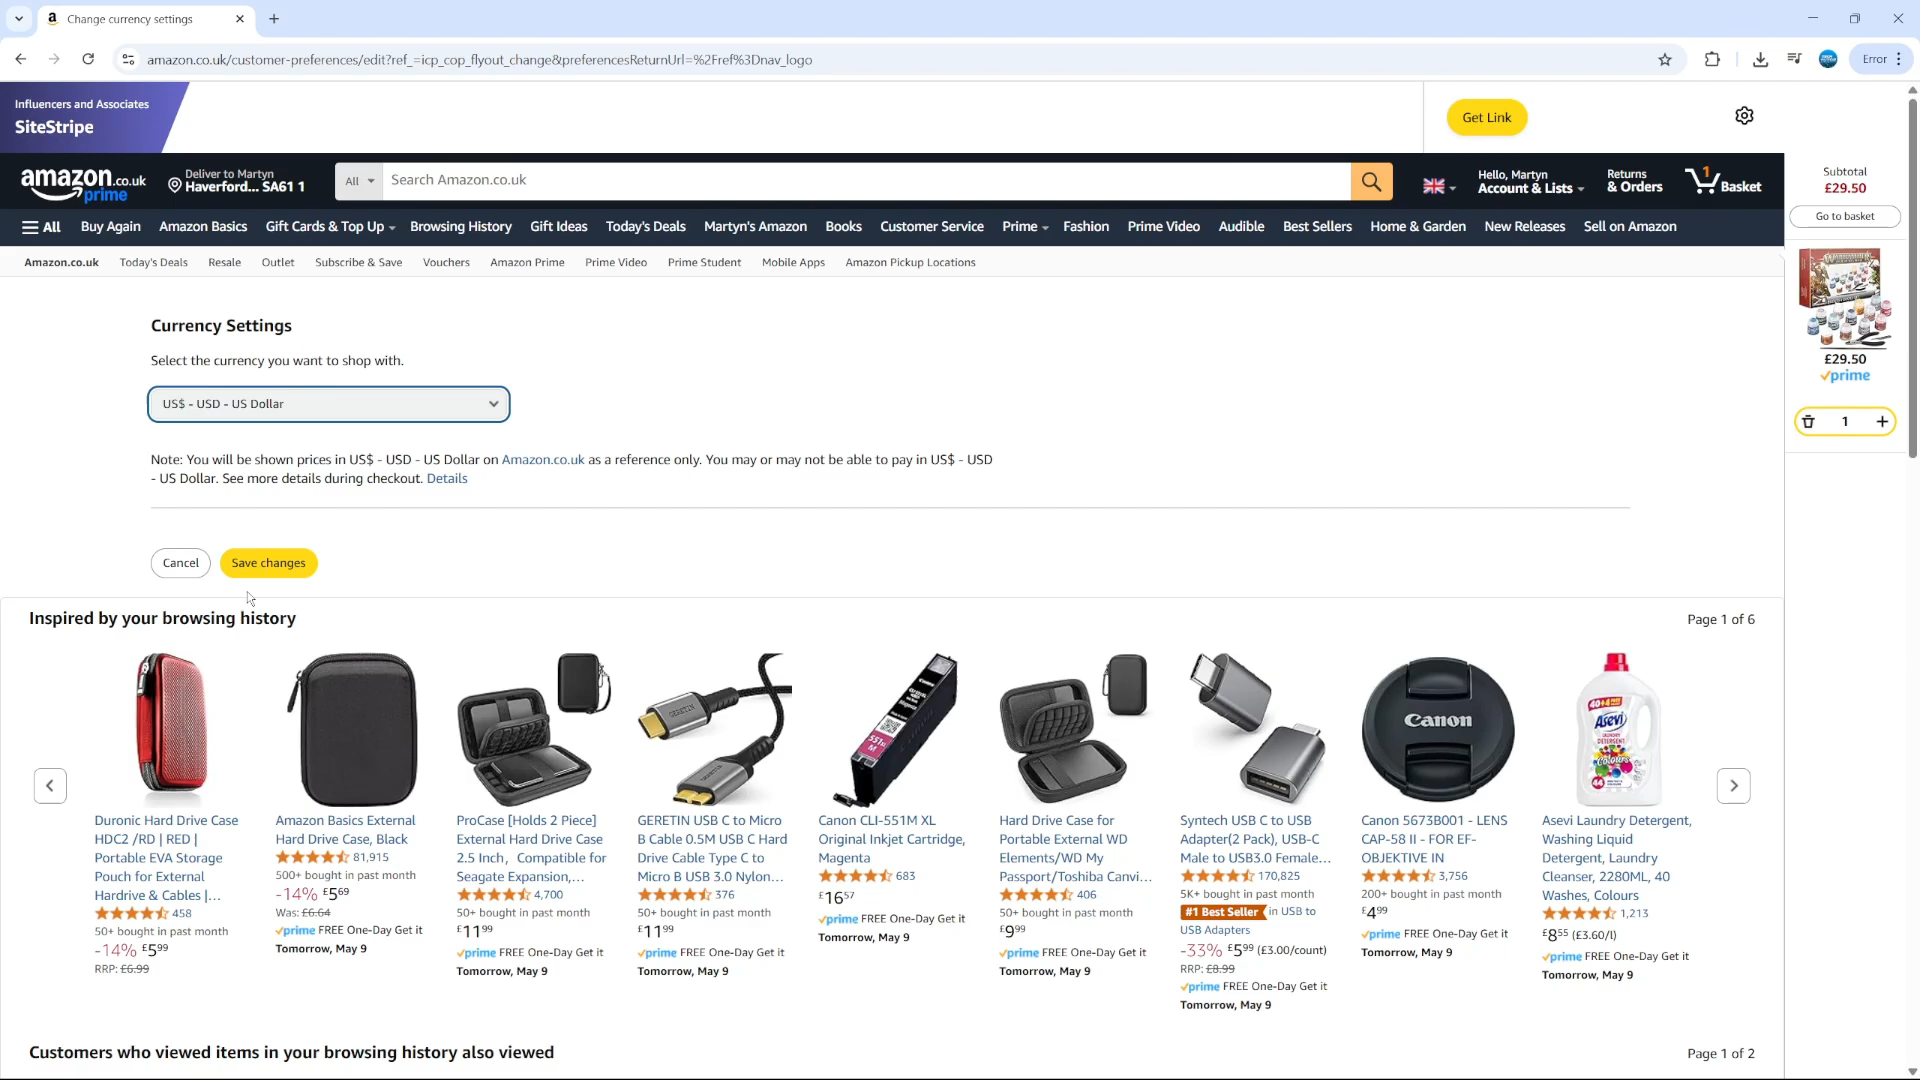 Change currency settings
amazon.co.uk/customer-preferences/edit?ref_=icp_cop_flyout_change&preferencesReturnUrl=%2Fref%3Dnav_logo
Error
Influencers and Associates
SiteStripe
Get Link
amazon.co.uk
prime
Deliver to Martyn
Haverford... SA61 1
All
Search Amazon.co.uk
Hello, Martyn
Account & Lists
Returns
& Orders
1
Basket
Subtotal
£29.50
Go to basket
All
Buy Again
Amazon Basics
Gift Cards & Top Up
Browsing History
Gift Ideas
Today's Deals
Martyn's Amazon
Books
Customer Service
Prime
Fashion
Prime Video
Audible
Best Sellers
Home & Garden
New Releases
Sell on Amazon
Amazon.co.uk
Today's Deals
Resale
Outlet
Subscribe & Save
Vouchers
Amazon Prime
Prime Video
Prime Student
Mobile Apps
Amazon Pickup Locations
£29.50
prime
1
Currency Settings
Select the currency you want to shop with.
US$ - USD - US Dollar
Note: You will be shown prices in US$ - USD - US Dollar on Amazon.co.uk as a reference only. You may or may not be able to pay in US$ - USD
- US Dollar. See more details during checkout. Details
Cancel
Save changes
Inspired by your browsing history
Page 1 of 6
Duronic Hard Drive Case
HDC2 /RD | RED |
Portable EVA Storage
Pouch for External
Hardrive & Cables |...
458
50+ bought in past month
-14% £5.99
RRP: £6.99
Amazon Basics External
Hard Drive Case, Black
81,915
500+ bought in past month
-14% £5.69
Was: £6.64
prime FREE One-Day Get it
Tomorrow, May 9
ProCase [Holds 2 Piece]
External Hard Drive Case
2.5 Inch, Compatible for
Seagate Expansion,...
4,700
50+ bought in past month
£11.99
prime FREE One-Day Get it
Tomorrow, May 9
GERETIN
GERETIN USB C to Micro
B Cable 0.5M USB C Hard
Drive Cable Type C to
Micro B USB 3.0 Nylon...
376
50+ bought in past month
£11.99
prime FREE One-Day Get it
Tomorrow, May 9
Canon CLI-551M XL
Original Inkjet Cartridge,
Magenta
683
£16.57
prime FREE One-Day Get it
Tomorrow, May 9
Hard Drive Case for
Portable External WD
Elements/WD My
Passport/Toshiba Canvi...
406
50+ bought in past month
£9.99
prime FREE One-Day Get it
Tomorrow, May 9
Syntech USB C to USB
Adapter(2 Pack), USB-C
Male to USB3.0 Female...
170,825
5K+ bought in past month
#1 Best Seller in USB to
USB Adapters
-33% £5.99 (£3.00/count)
RRP: £8.99
prime FREE One-Day Get it
Tomorrow, May 9
Canon
Canon 5673B001 - LENS
CAP-58 II - FOR EF-
OBJEKTIVE IN
3,756
200+ bought in past month
£4.99
prime FREE One-Day Get it
Tomorrow, May 9
Asevi
Asevi Laundry Detergent,
Washing Liquid
Detergent, Laundry
Cleanser, 2280ML, 40
Washes, Colours
1,213
£8.55 (£3.60/l)
prime FREE One-Day Get it
Tomorrow, May 9
Customers who viewed items in your browsing history also viewed
Page 1 of 2